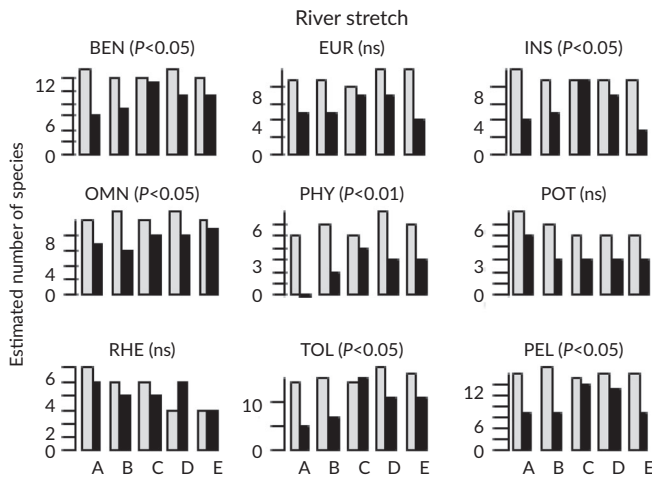 River stretch
Estimated number of species
BEN (P<0.05)
12
6
0
EUR (ns)
8
4
0
INS (P<0.05)
8
4
0
OMN (P<0.05)
8
4
0
PHY (P<0.01)
6
3
0
POT (ns)
6
3
0
RHE (ns)
6
4
2
0
TOL (P<0.05)
10
0
PEL (P<0.05)
12
6
0
A B C D E
A B C D E
A B C D E